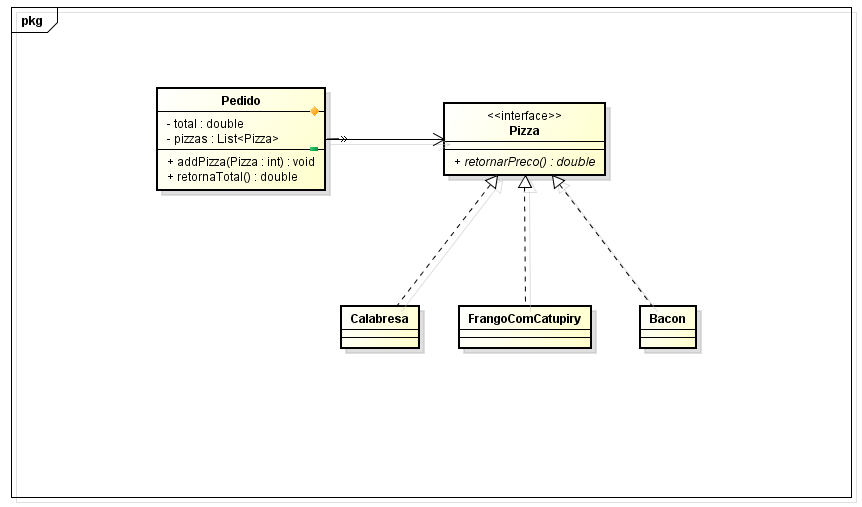 pkg
Pedido
- total : double
- pizzas : List<Pizza>
+ addPizza(Pizza : int) : void
+ retornaTotal() : double
<<interface>>
Pizza
+ retornarPreco() : double
Calabresa
FrangoComCatupiry
Bacon